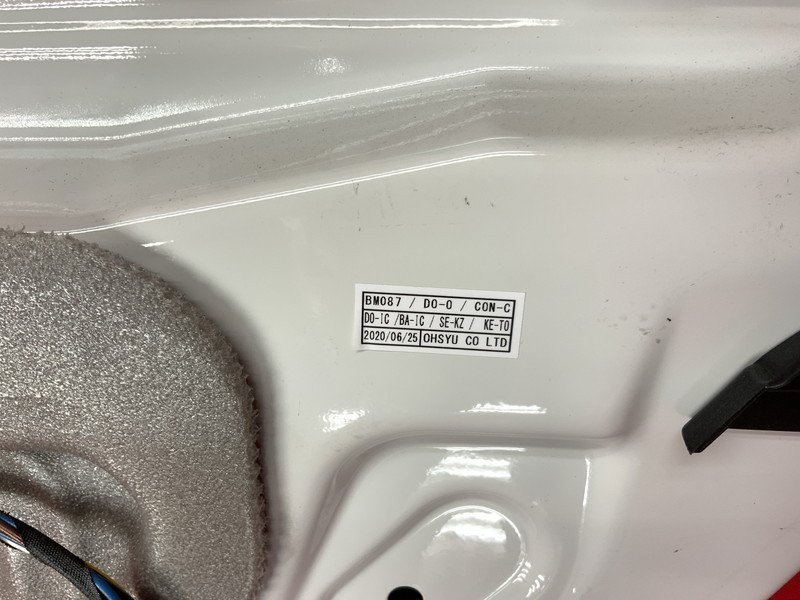 BM087 / DO-O / CON-C
DO-IC /BA-IC / SE-KZ / KE-TO
2020/06/25 OHSYU CO LTD